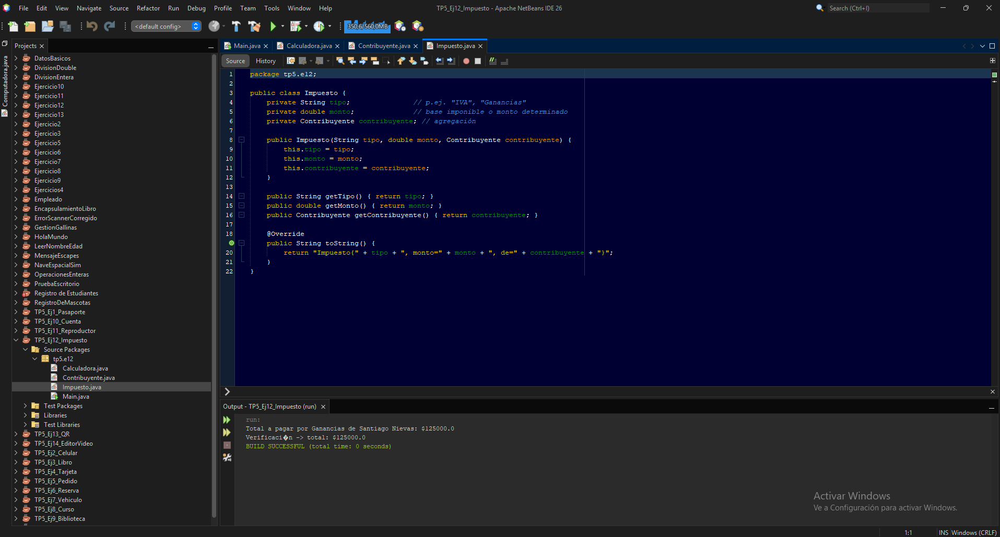 File Edit View Navigate Source Refactor Run Debug Profile Team Tools Window Help
TP5_Ej12_Impuesto - Apache NetBeans IDE 26
Search (Ctrl+I)
<default config>
350,6/560,0MB
Computadora.java
Projects
DatosBasicos
DivisionDouble
DivisionEntera
Ejercicio10
Ejercicio11
Ejercicio12
Ejercicio13
Ejercicio2
Ejercicio3
Ejercicio5
Ejercicio6
Ejercicio7
Ejercicio8
Ejercicio9
Ejercicios4
Empleado
EncapsulamientoLibro
ErrorScannerCorregido
GestionGallinas
HolaMundo
LeerNombreEdad
MensajeEscapes
NaveEspacialSim
OperacionesEnteras
PruebaEscritorio
Registro de Estudiantes
RegistroDeMascotas
TP5_Ej1_Pasaporte
TP5_Ej10_Cuenta
TP5_Ej11_Reproductor
TP5_Ej12_Impuesto
Source Packages
tp5.e12
Calculadora.java
Contribuyente.java
Impuesto.java
Main.java
Test Packages
Libraries
Test Libraries
TP5_Ej13_QR
TP5_Ej14_EditorVideo
TP5_Ej2_Celular
TP5_Ej3_Libro
TP5_Ej4_Tarjeta
TP5_Ej5_Pedido
TP5_Ej6_Reserva
TP5_Ej7_Vehiculo
TP5_Ej8_Curso
TP5_Ej9_Biblioteca
Main.java Calculadora.java Contribuyente.java Impuesto.java
Source History
1 package tp5.e12;
2
3 public class Impuesto {
4 private String tipo; // p.ej. "IVA", "Ganancias"
5 private double monto; // base imponible o monto determinado
6 private Contribuyente contribuyente; // agregación
7
8 public Impuesto(String tipo, double monto, Contribuyente contribuyente) {
9 this.tipo = tipo;
10 this.monto = monto;
11 this.contribuyente = contribuyente;
12 }
13
14 public String getTipo() { return tipo; }
15 public double getMonto() { return monto; }
16 public Contribuyente getContribuyente() { return contribuyente; }
17
18 @Override
public String toString() {
20 return "Impuesto{" + tipo + ", monto=" + monto + ", de=" + contribuyente + "}";
21 }
22 }
Output - TP5_Ej12_Impuesto (run)
run:
Total a pagar por Ganancias de Santiago Nievas: $125000.0
Verificaci�n -> total: $125000.0
BUILD SUCCESSFUL (total time: 0 seconds)
Activar Windows
Ve a Configuración para activar Windows.
1:1 INS Windows (CRLF)